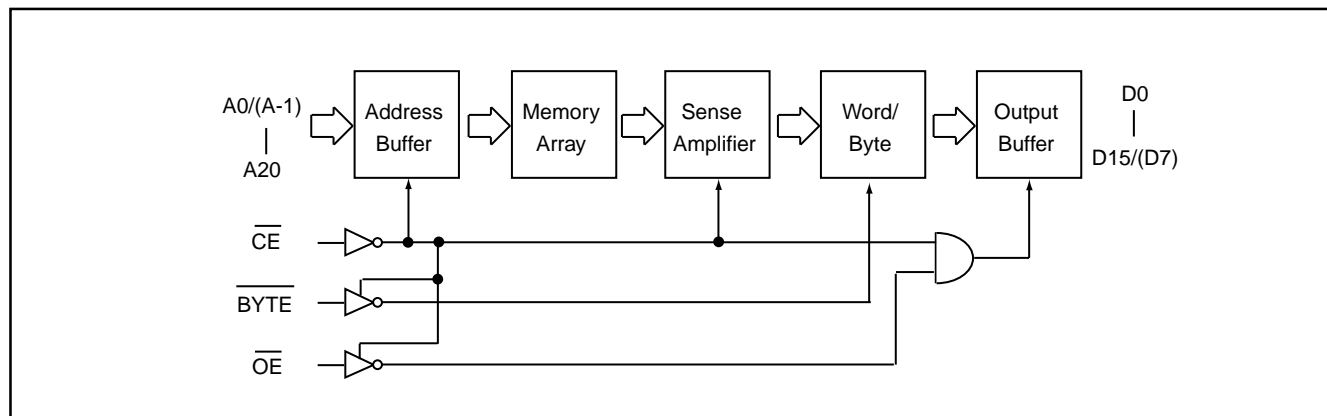 A0/(A-1)
A20
Address
Buffer
Memory
Array
Sense
Amplifier
Word/
Byte
Output
Buffer
D0
D15/(D7)
CE
BYTE
OE